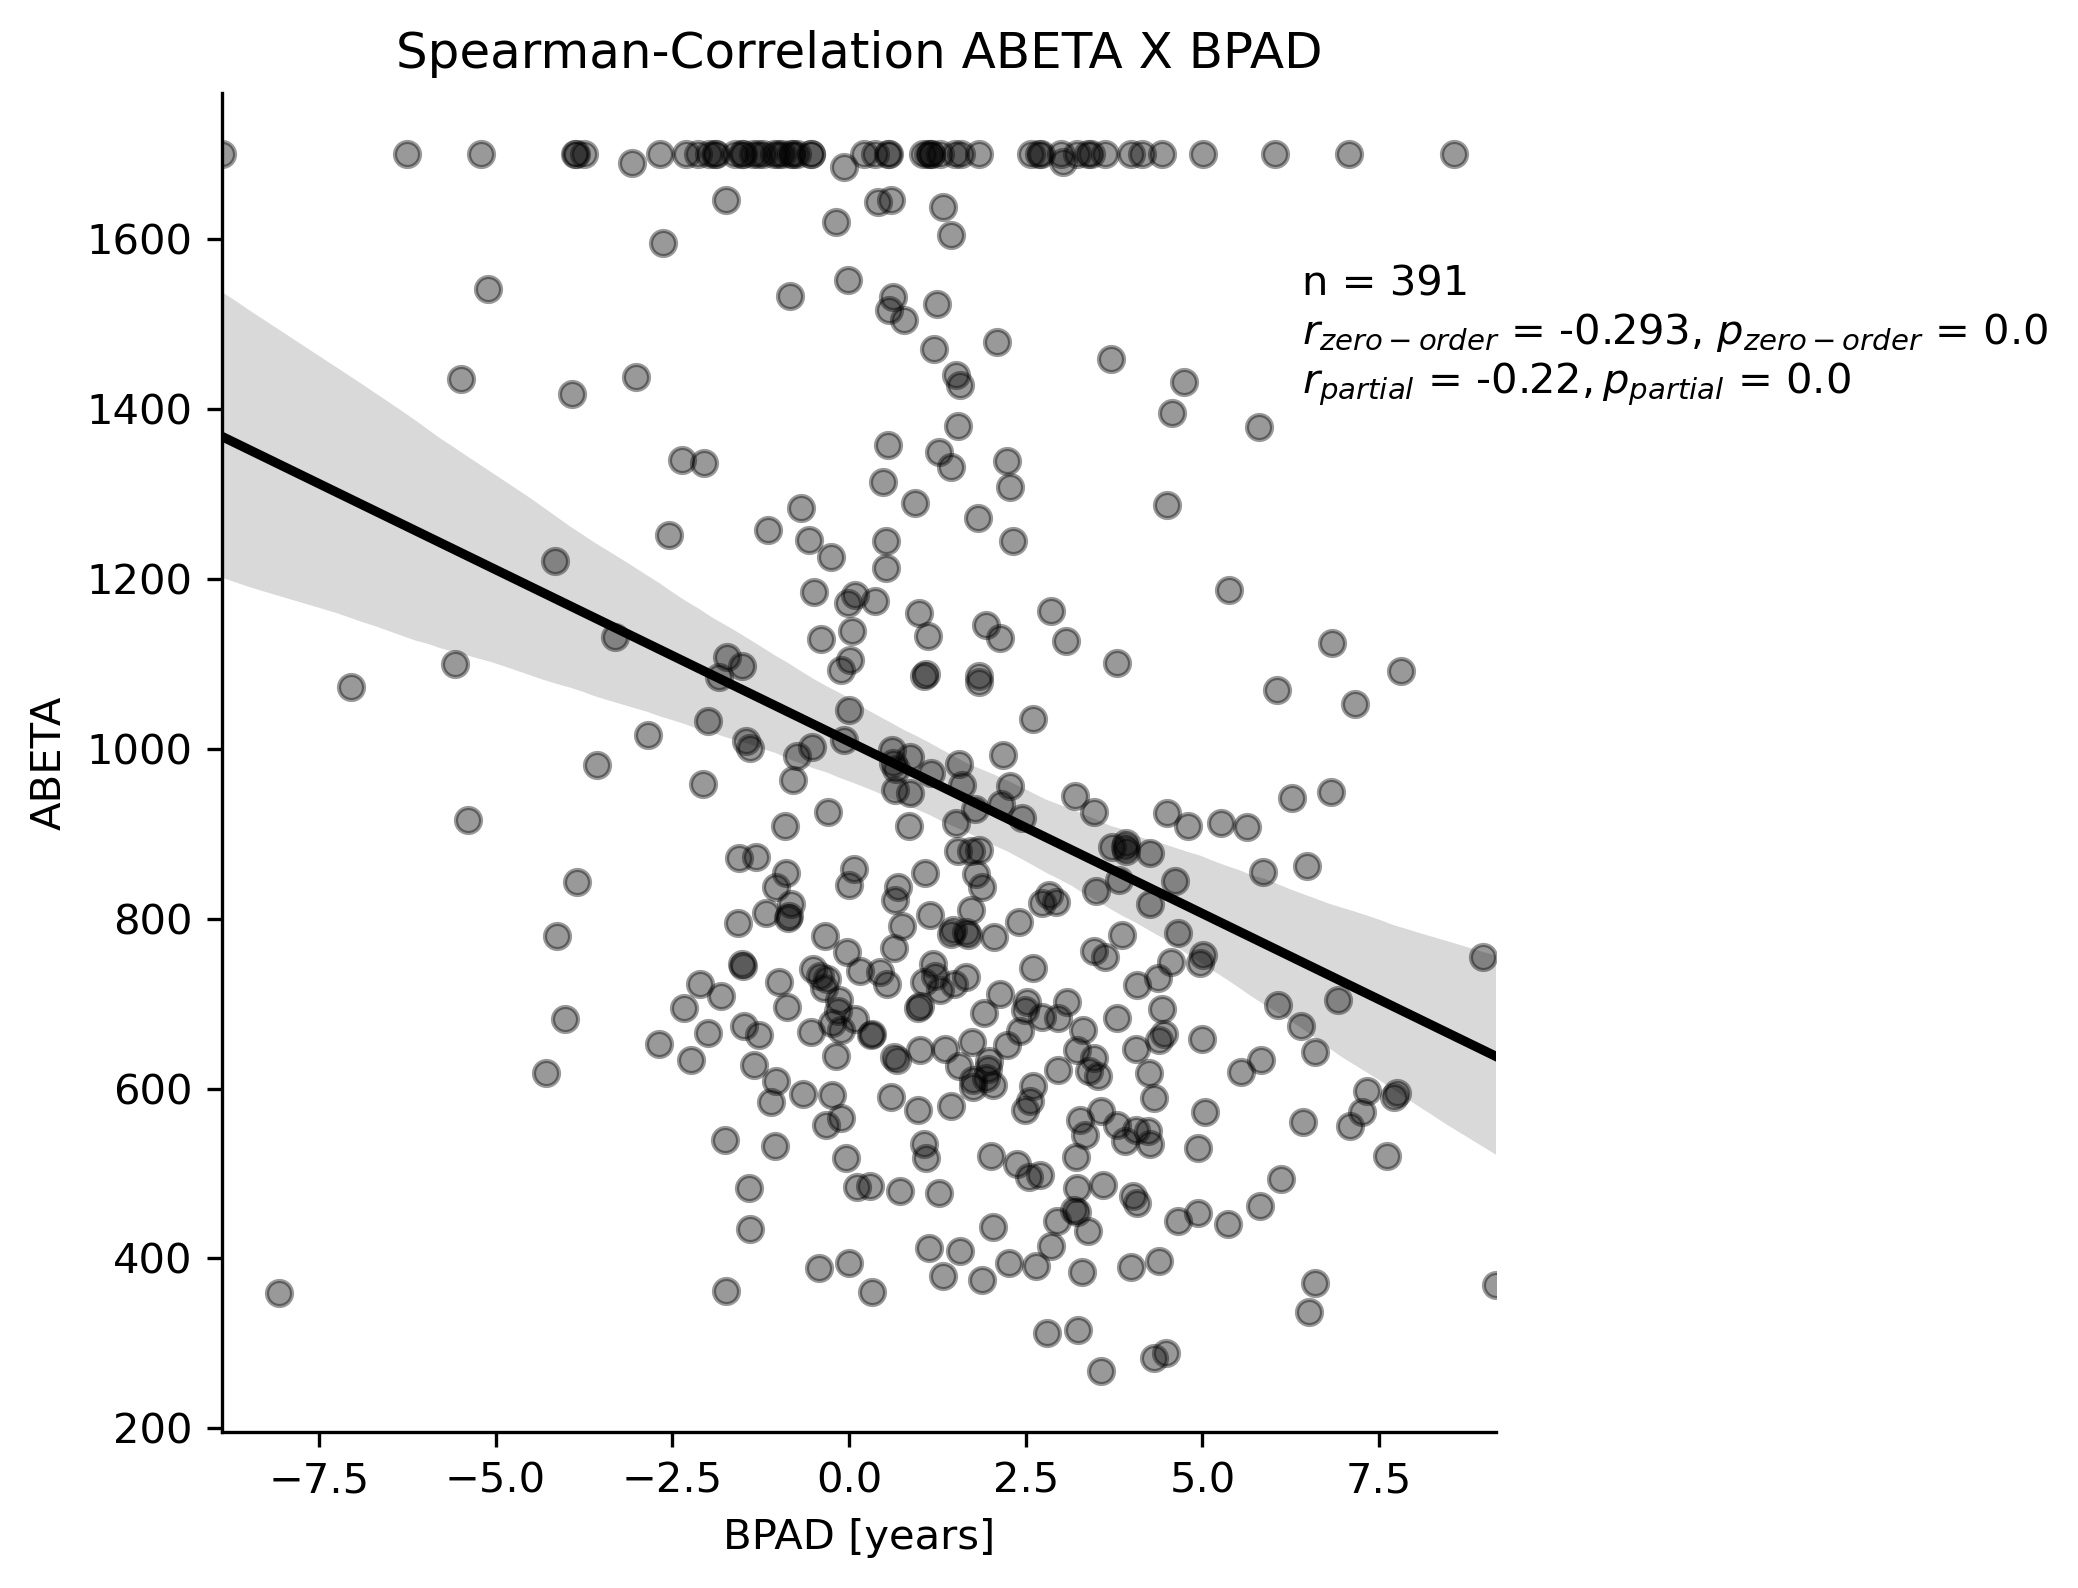 Spearman-Correlation ABETA X BPAD
1600
1400
1200
1000
800
600
400
200
ABETA
n = 391
r_zero−order = -0.293, p_zero−order = 0.0
r_partial = -0.22, p_partial = 0.0
−7.5 −5.0 −2.5 0.0 2.5 5.0 7.5
BPAD [years]